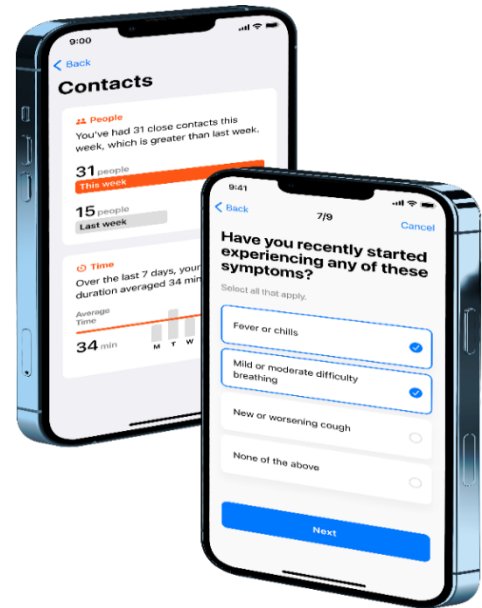 9:00
Back
Contacts
People
You've had 31 close contacts this
week, which is greater than last week.
31 people
This week
15 people
Last week
Time
Over the last 7 days, your
duration averaged 34 min
Average
Time
34 min
M T W
9:41
Back
7/9
Cancel
Have you recently started
experiencing any of these
symptoms?
Select all that apply.
Fever or chills
Mild or moderate difficulty
breathing
New or worsening cough
None of the above
Next